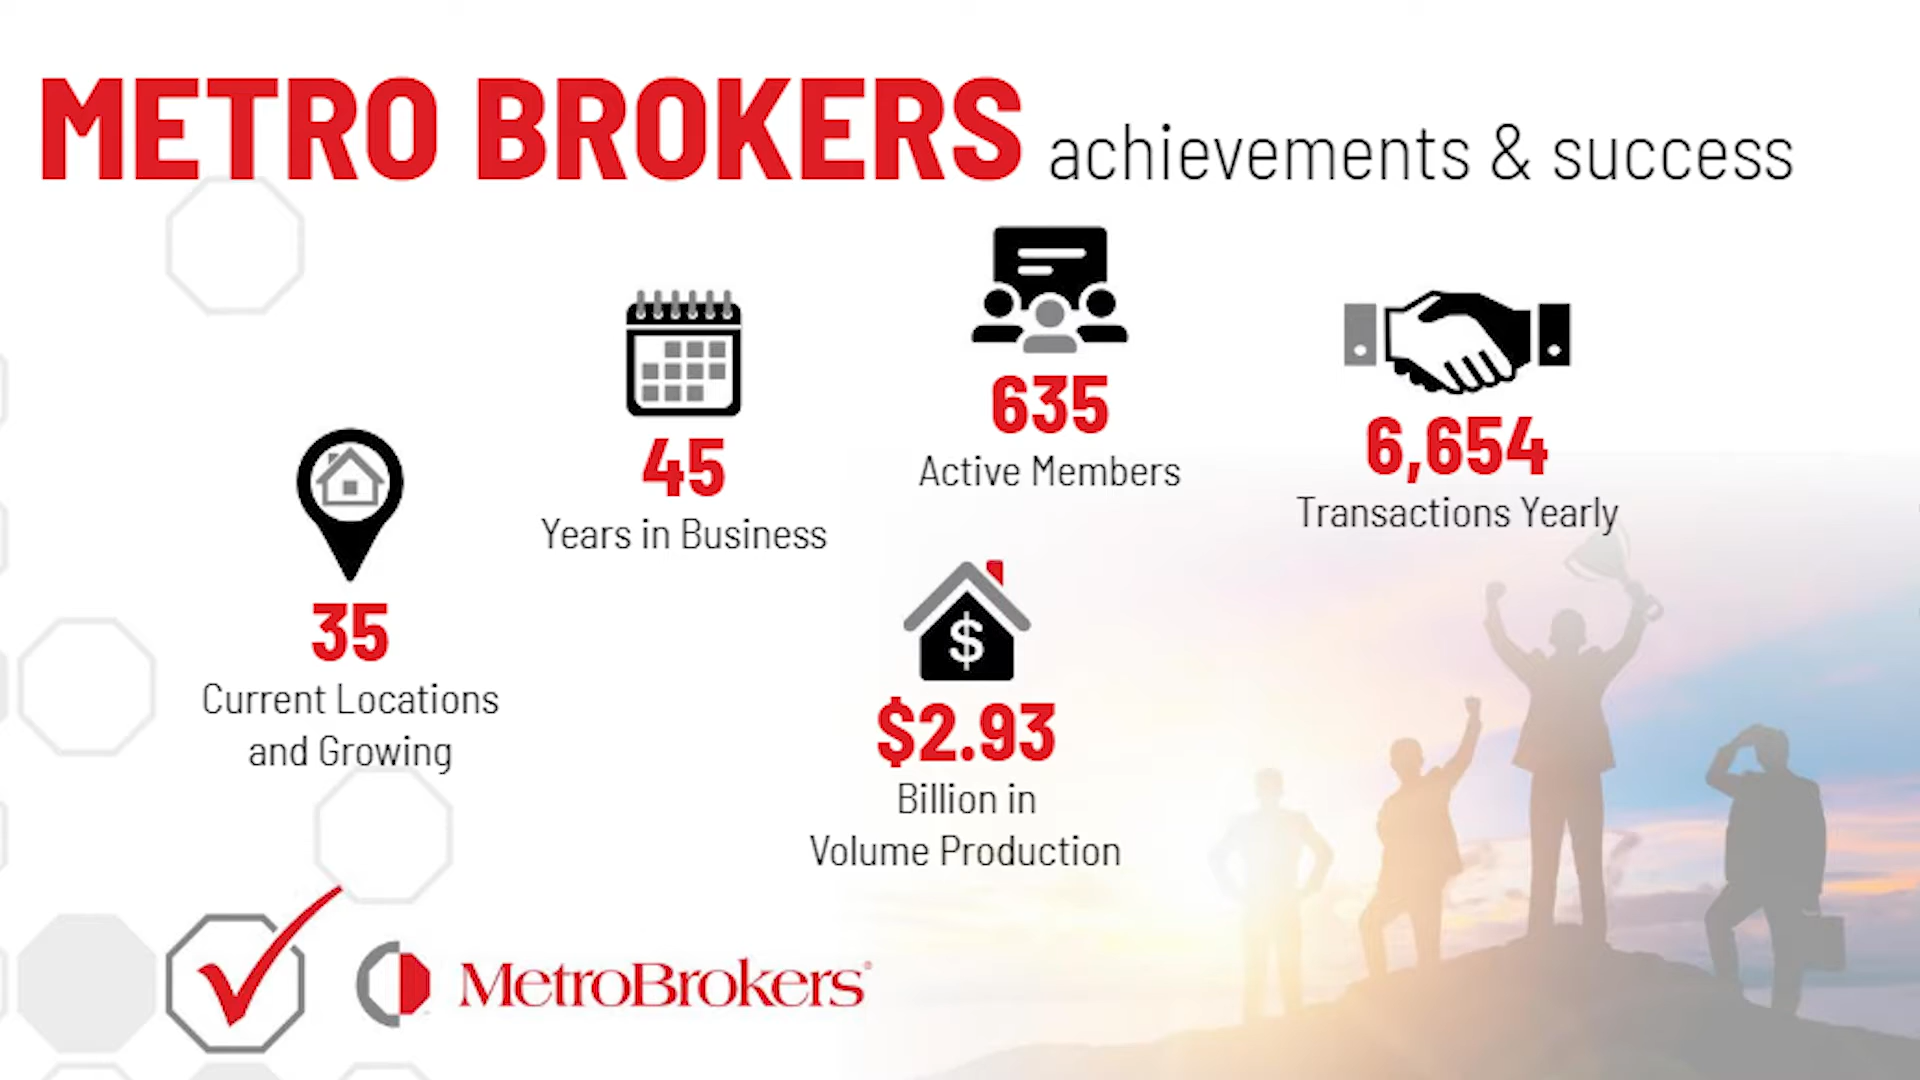 METRO BROKERS achievements & success
35
Current Locations
and Growing
45
Years in Business
635
Active Members
6,654
Transactions Yearly
$
$2.93
Billion in
Volume Production
MetroBrokers®